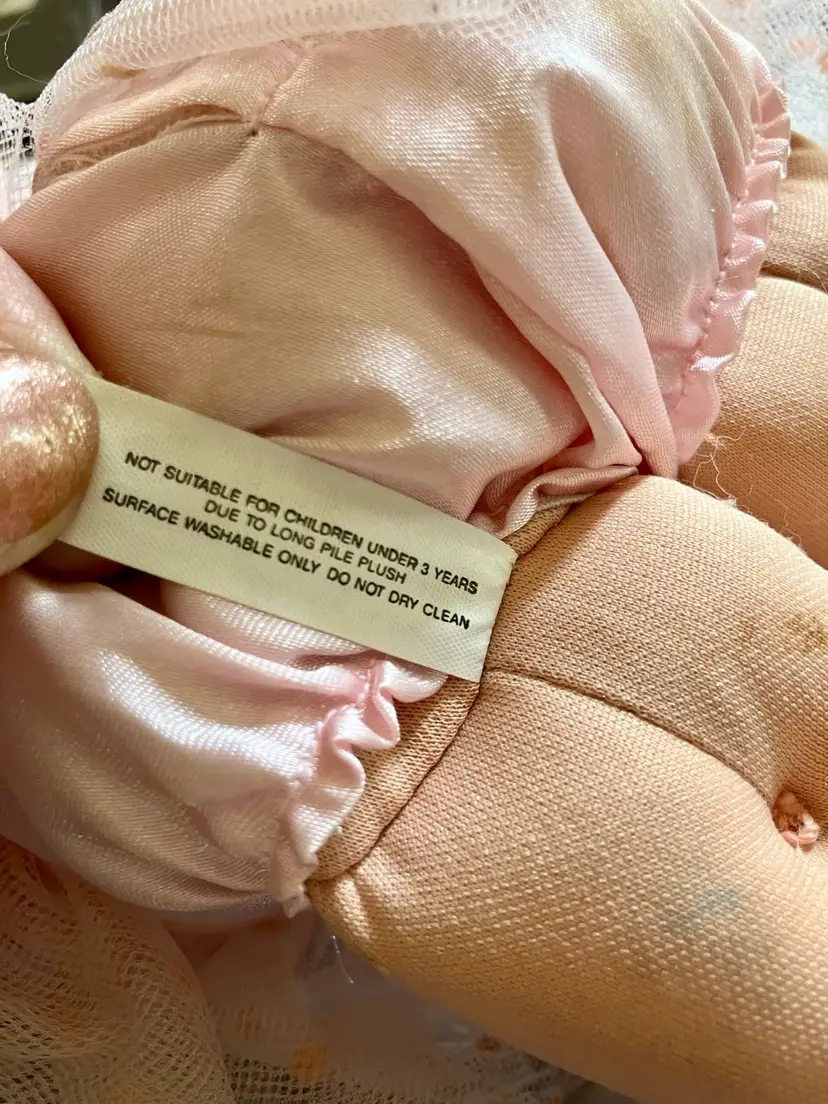 NOT SUITABLE FOR CHILDREN UNDER 3 YEARS
DUE TO LONG PILE PLUSH
SURFACE WASHABLE ONLY DO NOT DRY CLEAN